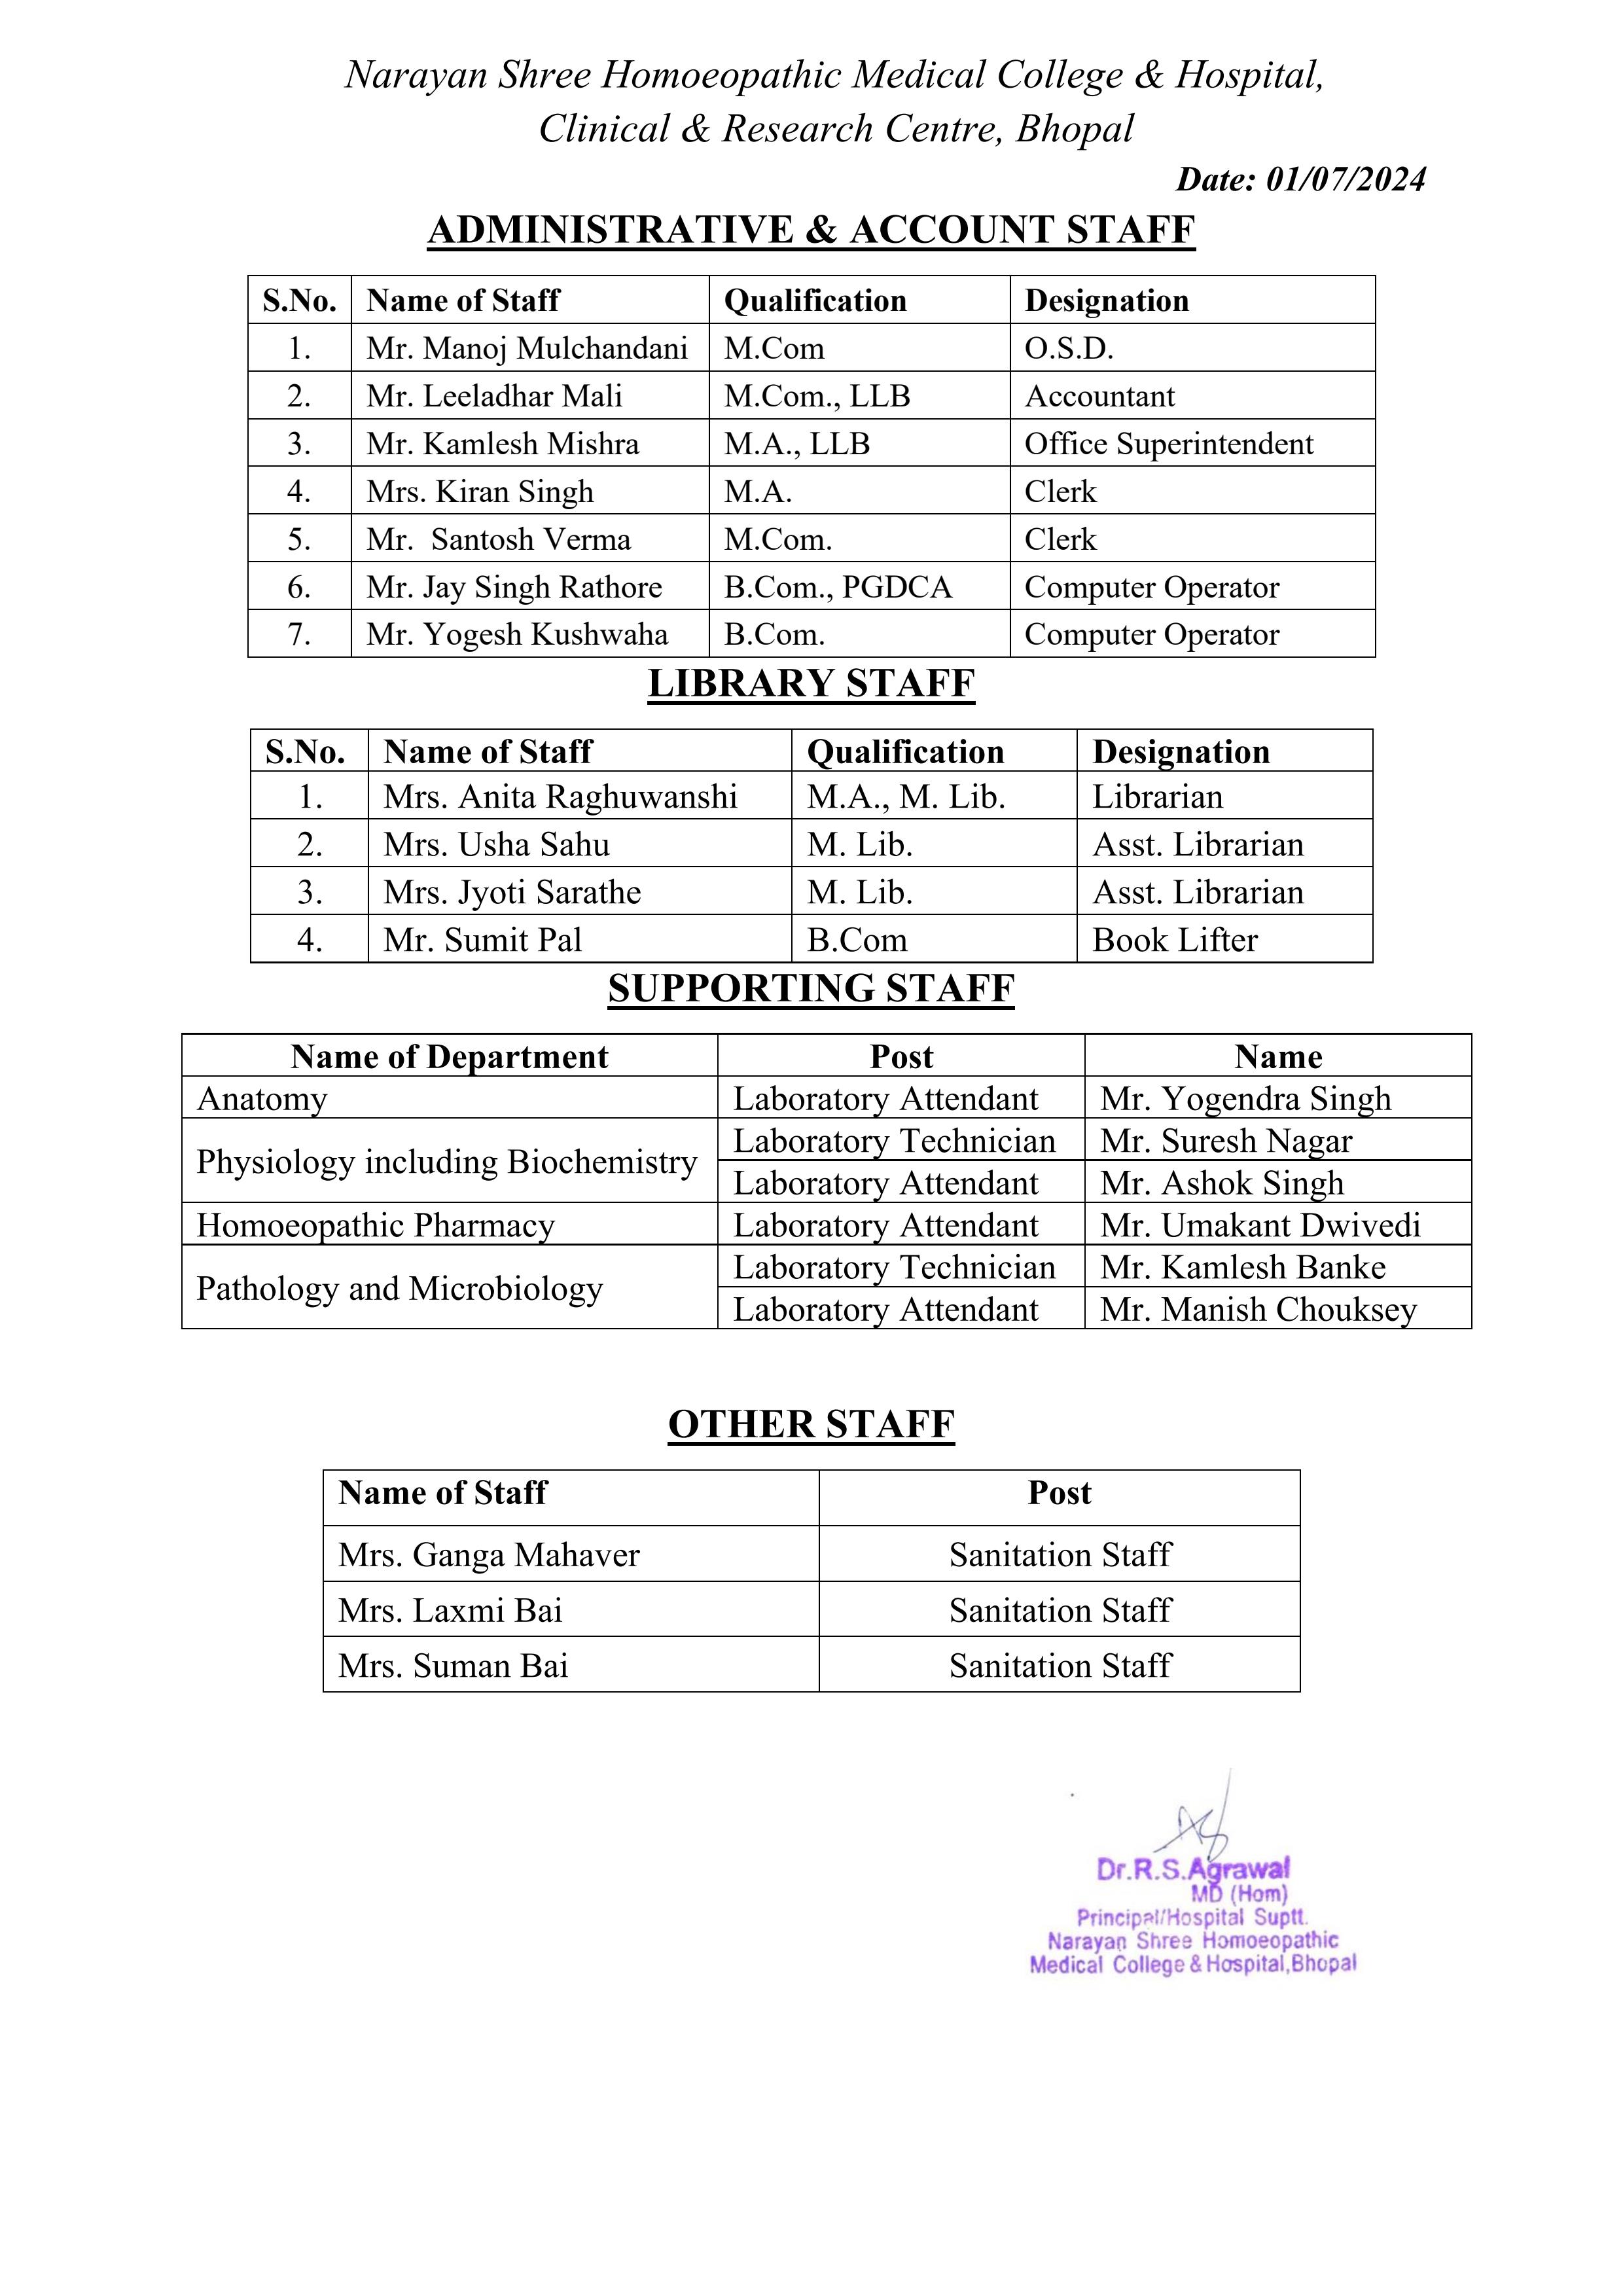 Narayan Shree Homoeopathic Medical College & Hospital,
Clinical & Research Centre, Bhopal
Date: 01/07/2024
ADMINISTRATIVE & ACCOUNT STAFF
S.No. Name of Staff Qualification Designation
1. Mr. Manoj Mulchandani M.Com O.S.D.
2. Mr. Leeladhar Mali M.Com., LLB Accountant
3. Mr. Kamlesh Mishra M.A., LLB Office Superintendent
4. Mrs. Kiran Singh M.A. Clerk
5. Mr. Santosh Verma M.Com. Clerk
6. Mr. Jay Singh Rathore B.Com., PGDCA Computer Operator
7. Mr. Yogesh Kushwaha B.Com. Computer Operator
LIBRARY STAFF
S.No. Name of Staff Qualification Designation
1. Mrs. Anita Raghuwanshi M.A., M. Lib. Librarian
2. Mrs. Usha Sahu M. Lib. Asst. Librarian
3. Mrs. Jyoti Sarathe M. Lib. Asst. Librarian
4. Mr. Sumit Pal B.Com Book Lifter
SUPPORTING STAFF
Name of Department Post Name
Anatomy Laboratory Attendant Mr. Yogendra Singh
Physiology including Biochemistry Laboratory Technician Mr. Suresh Nagar
Laboratory Attendant Mr. Ashok Singh
Homoeopathic Pharmacy Laboratory Attendant Mr. Umakant Dwivedi
Pathology and Microbiology Laboratory Technician Mr. Kamlesh Banke
Laboratory Attendant Mr. Manish Chouksey
OTHER STAFF
Name of Staff Post
Mrs. Ganga Mahaver Sanitation Staff
Mrs. Laxmi Bai Sanitation Staff
Mrs. Suman Bai Sanitation Staff
Dr.R.S.Agrawal
MD (Hom)
Principal/Hospital Suptt.
Narayan Shree Homoeopathic
Medical College & Hospital,Bhopal